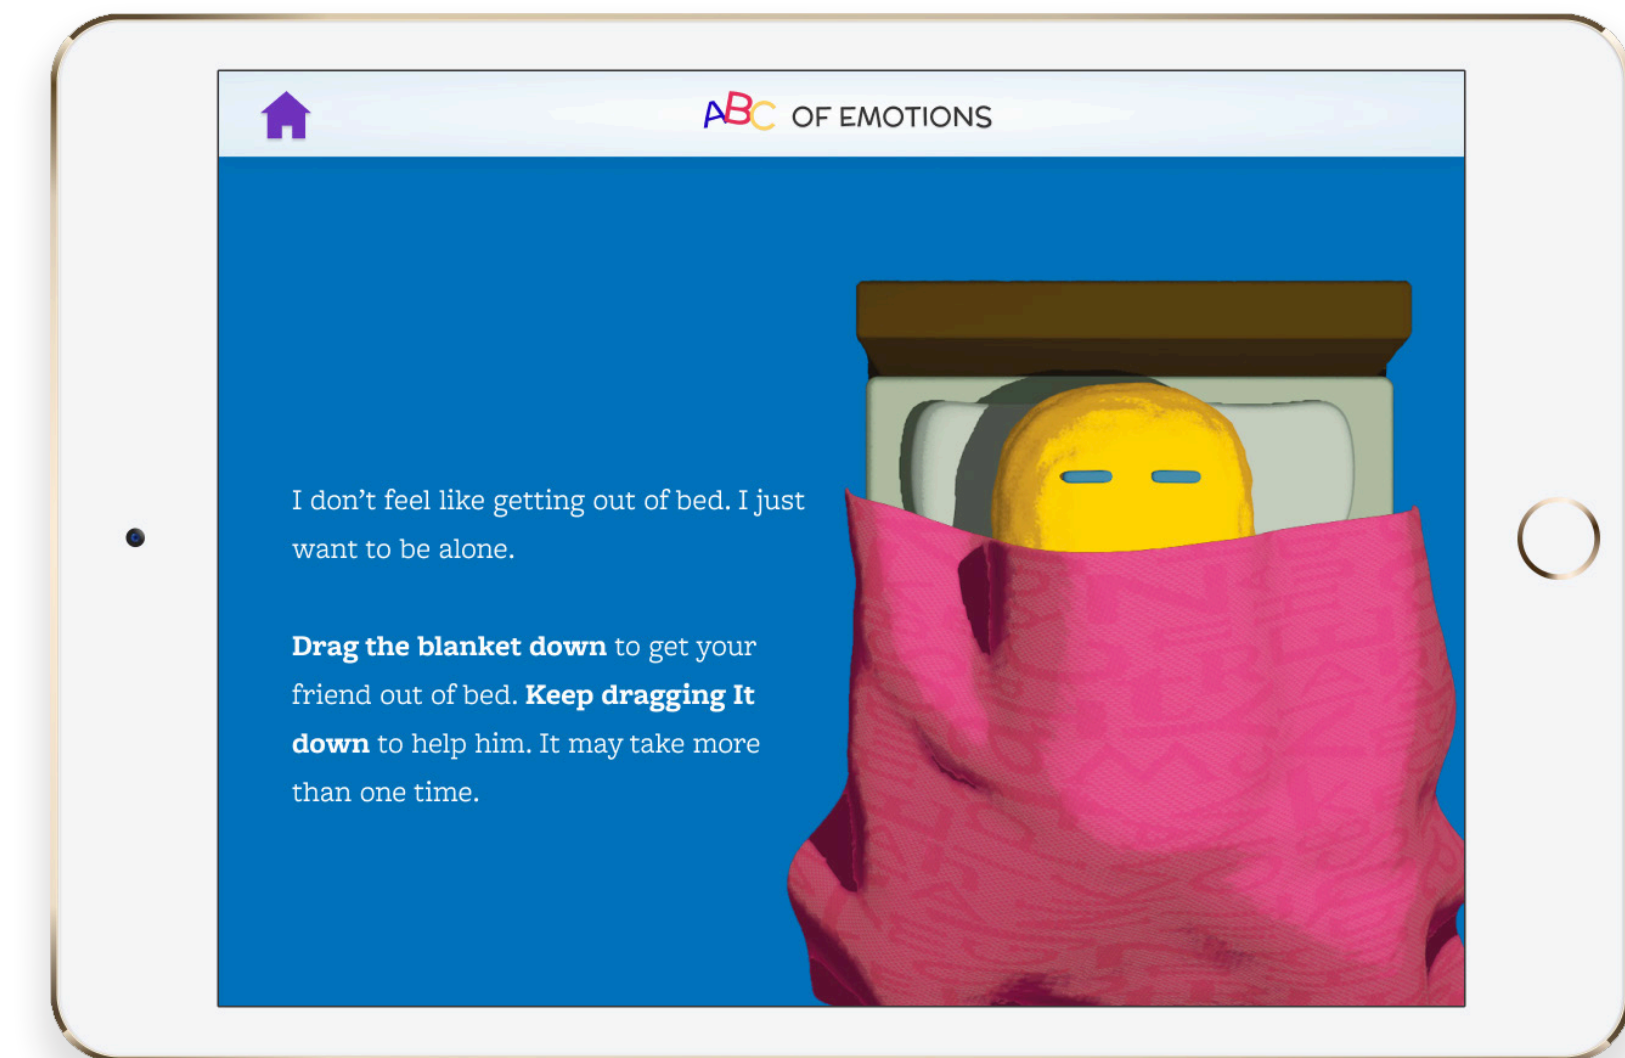 ABC OF EMOTIONS
I don’t feel like getting out of bed. I just
want to be alone.
Drag the blanket down to get your
friend out of bed. Keep dragging It
down to help him. It may take more
than one time.